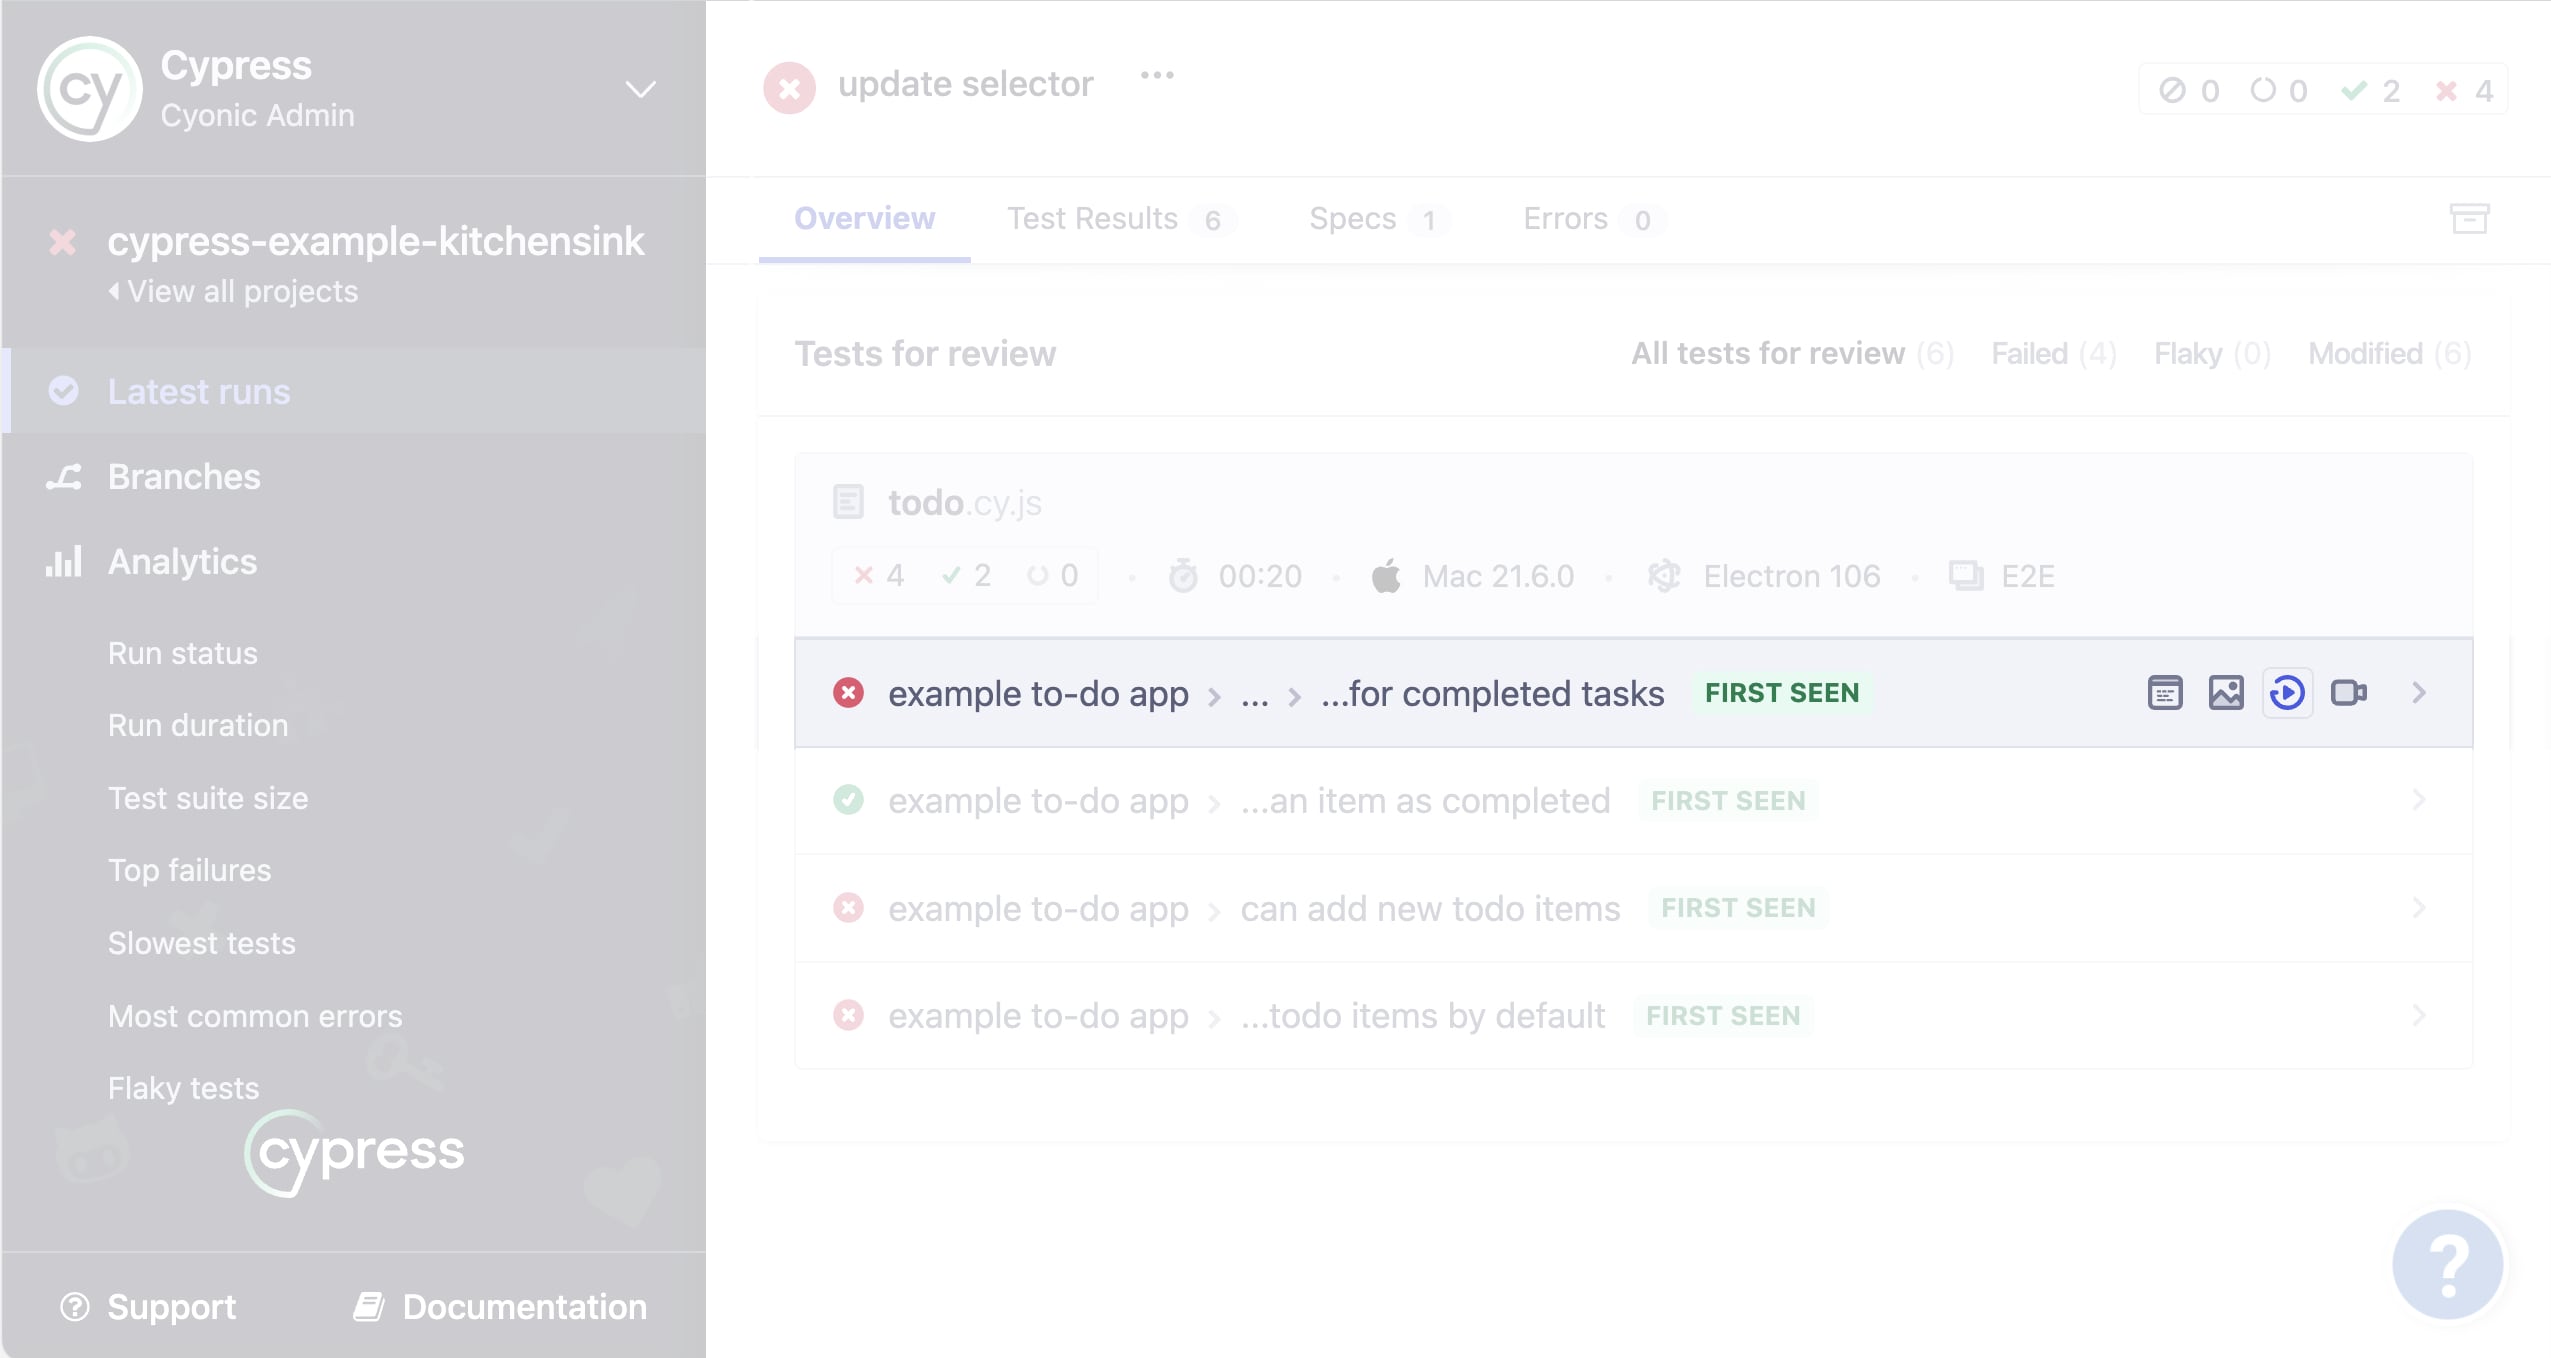 cy
Cypress
Cyonic Admin
cypress-example-kitchensink
View all projects
Latest runs
Branches
Analytics
Run status
Run duration
Test suite size
Top failures
Slowest tests
Most common errors
Flaky tests
cypress
Support
Documentation
update selector ...
0 0 2 4
Overview Test Results 6 Specs 1 Errors 0
Tests for review All tests for review (6) Failed (4) Flaky (0) Modified (6)
todo.cy.js
4 2 0 · 00:20 · Mac 21.6.0 · Electron 106 · E2E
example to-do app > ... > ...for completed tasks FIRST SEEN
example to-do app > ...an item as completed FIRST SEEN
example to-do app > can add new todo items FIRST SEEN
example to-do app > ...todo items by default FIRST SEEN
?